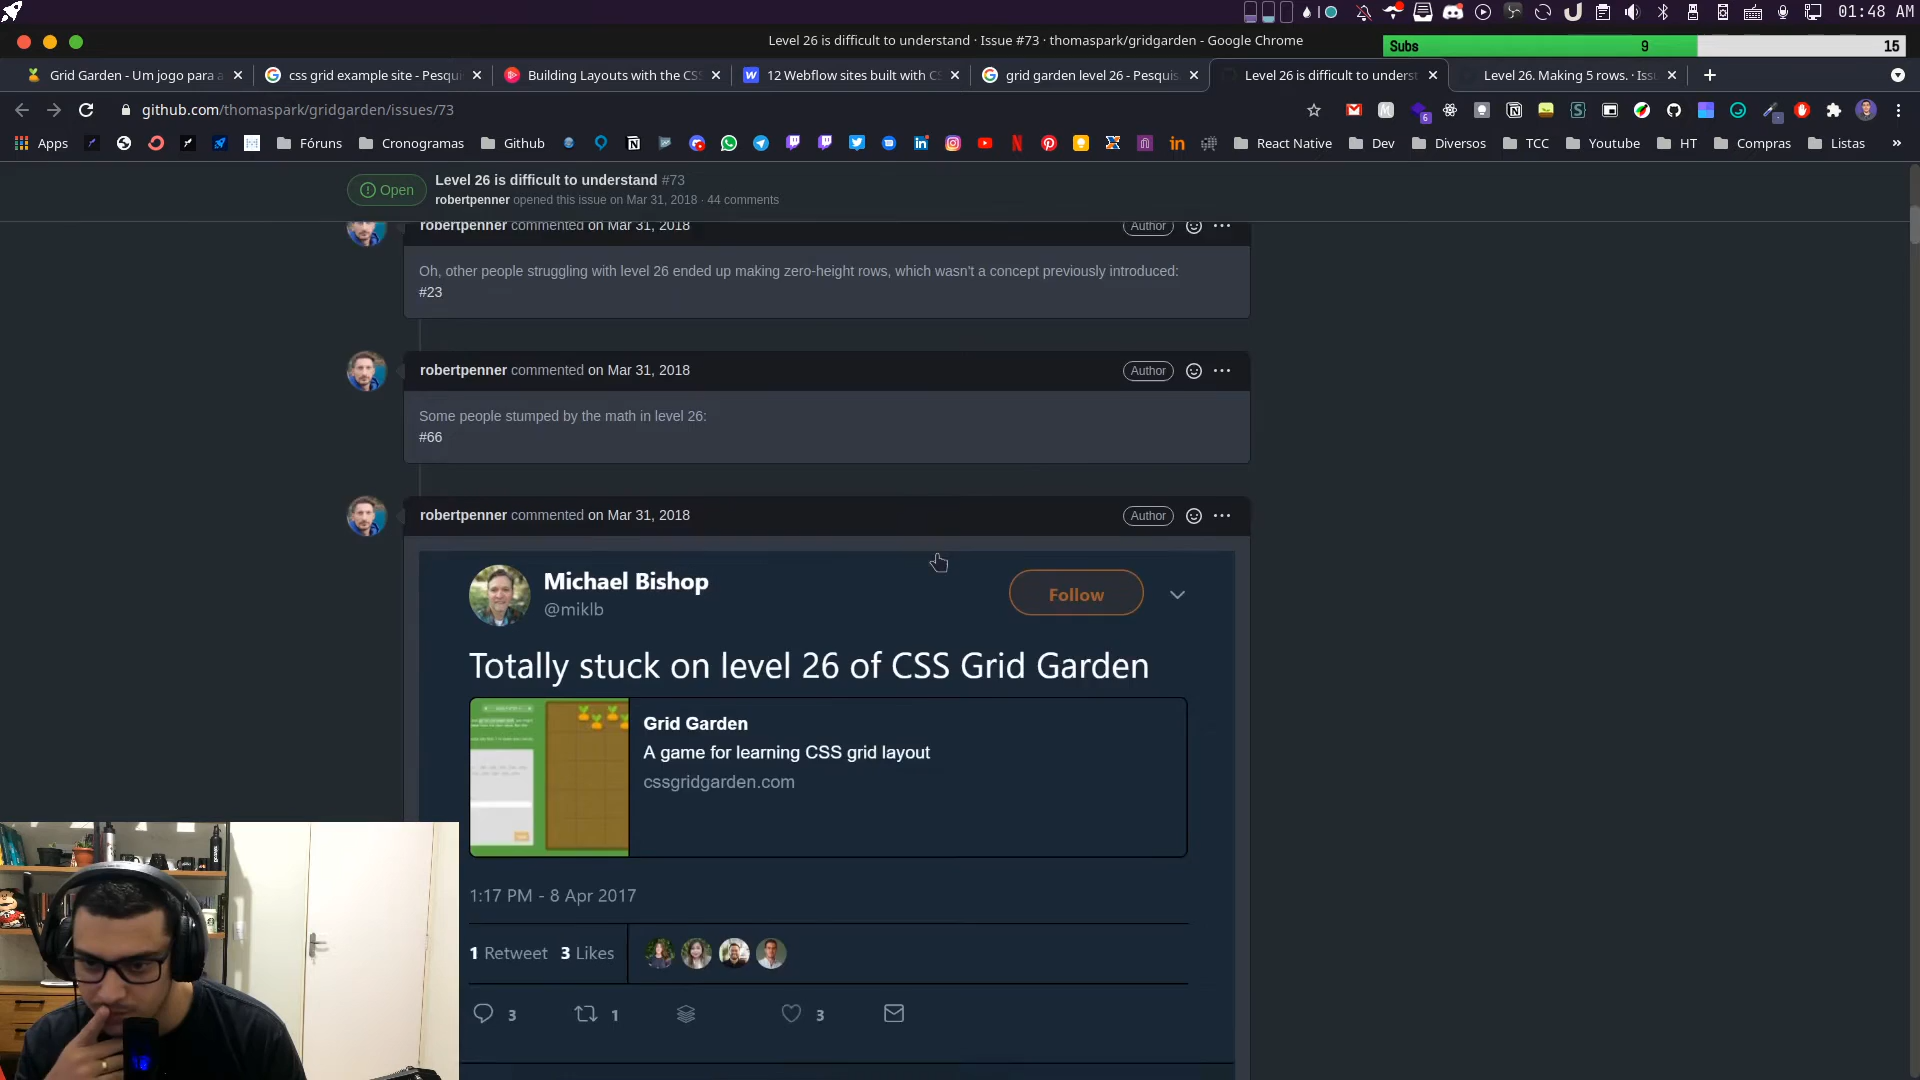 01:48 AM
Level 26 is difficult to understand · Issue #73 · thomaspark/gridgarden - Google Chrome
Subs 9 15
Grid Garden - Um jogo para a
css grid example site - Pesqui
Building Layouts with the CSS
12 Webflow sites built with CS
grid garden level 26 - Pesquis
Level 26 is difficult to underst
Level 26. Making 5 rows. · Issu
github.com/thomaspark/gridgarden/issues/73
6
Apps
Fóruns
Cronogramas
Github
in
React Native
Dev
Diversos
TCC
Youtube
HT
Compras
Listas
»
Open
Level 26 is difficult to understand #73
robertpenner opened this issue on Mar 31, 2018 · 44 comments
robertpenner commented on Mar 31, 2018
Author
Oh, other people struggling with level 26 ended up making zero-height rows, which wasn't a concept previously introduced:
#23
robertpenner commented on Mar 31, 2018
Author
Some people stumped by the math in level 26:
#66
robertpenner commented on Mar 31, 2018
Author
Michael Bishop
@miklb
Follow
Totally stuck on level 26 of CSS Grid Garden
Grid Garden
A game for learning CSS grid layout
cssgridgarden.com
1:17 PM - 8 Apr 2017
1 Retweet 3 Likes
3 1 3